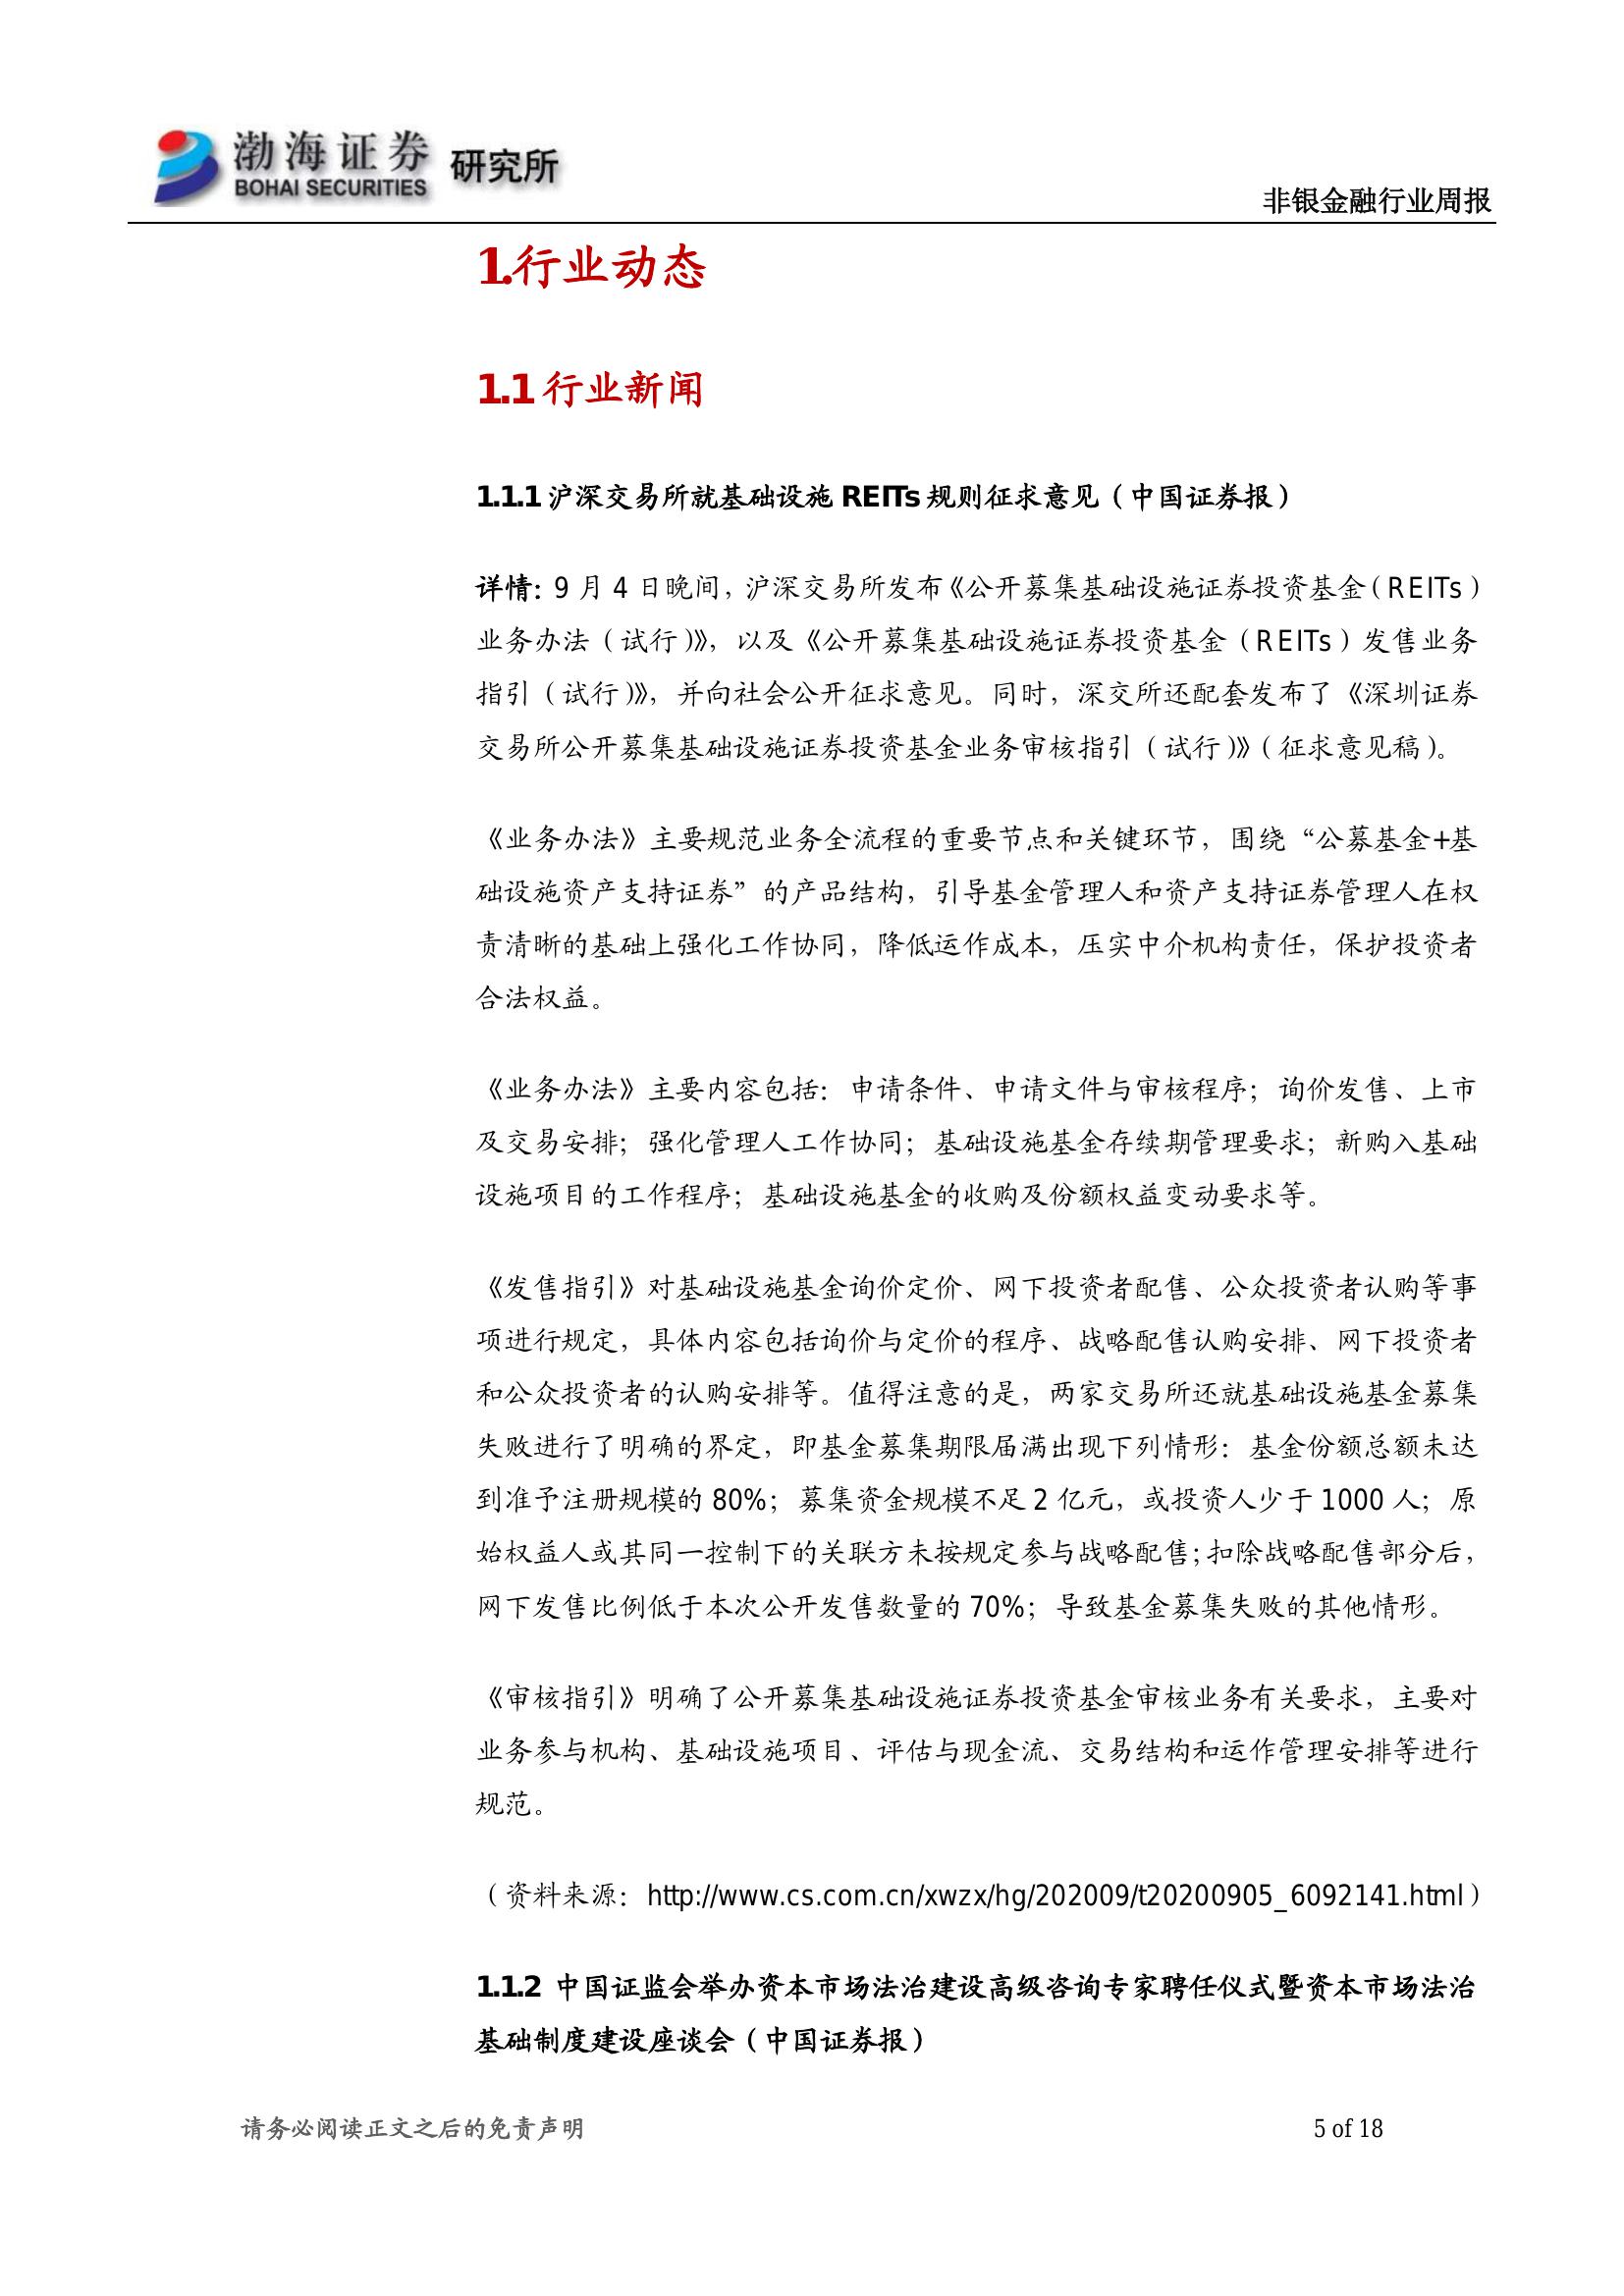 渤海证券 研究所
BOHAI SECURITIES
非银金融行业周报
1.行业动态
1.1 行业新闻
1.1.1 沪深交易所就基础设施 REITs 规则征求意见（中国证券报）
详情：9 月 4 日晚间，沪深交易所发布《公开募集基础设施证券投资基金（REITs）
业务办法（试行）》，以及《公开募集基础设施证券投资基金（REITs）发售业务
指引（试行）》，并向社会公开征求意见。同时，深交所还配套发布了《深圳证券
交易所公开募集基础设施证券投资基金业务审核指引（试行）》（征求意见稿）。
《业务办法》主要规范业务全流程的重要节点和关键环节，围绕“公募基金+基
础设施资产支持证券”的产品结构，引导基金管理人和资产支持证券管理人在权
责清晰的基础上强化工作协同，降低运作成本，压实中介机构责任，保护投资者
合法权益。
《业务办法》主要内容包括：申请条件、申请文件与审核程序；询价发售、上市
及交易安排；强化管理人工作协同；基础设施基金存续期管理要求；新购入基础
设施项目的工作程序；基础设施基金的收购及份额权益变动要求等。
《发售指引》对基础设施基金询价定价、网下投资者配售、公众投资者认购等事
项进行规定，具体内容包括询价与定价的程序、战略配售认购安排、网下投资者
和公众投资者的认购安排等。值得注意的是，两家交易所还就基础设施基金募集
失败进行了明确的界定，即基金募集期限届满出现下列情形：基金份额总额未达
到准予注册规模的 80%；募集资金规模不足 2 亿元，或投资人少于 1000 人；原
始权益人或其同一控制下的关联方未按规定参与战略配售；扣除战略配售部分后，
网下发售比例低于本次公开发售数量的 70%；导致基金募集失败的其他情形。
《审核指引》明确了公开募集基础设施证券投资基金审核业务有关要求，主要对
业务参与机构、基础设施项目、评估与现金流、交易结构和运作管理安排等进行
规范。
（资料来源：http://www.cs.com.cn/xwzx/hg/202009/t20200905_6092141.html）
1.1.2 中国证监会举办资本市场法治建设高级咨询专家聘任仪式暨资本市场法治
基础制度建设座谈会（中国证券报）
请务必阅读正文之后的免责声明
5 of 18